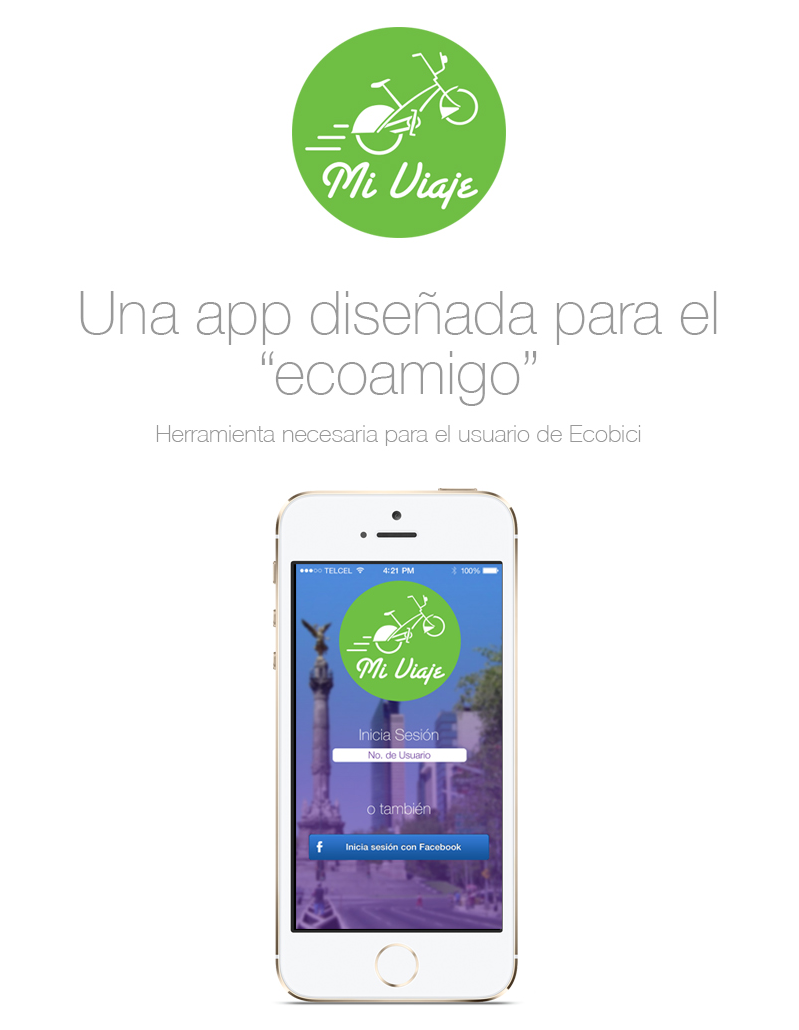 Mi Viaje
Una app diseñada para el
“ecoamigo”
Herramienta necesaria para el usuario de Ecobici
TELCEL 4:21 PM 100%
Mi Viaje
Inicia Sesión
No. de Usuario
o también
f Inicia sesión con Facebook